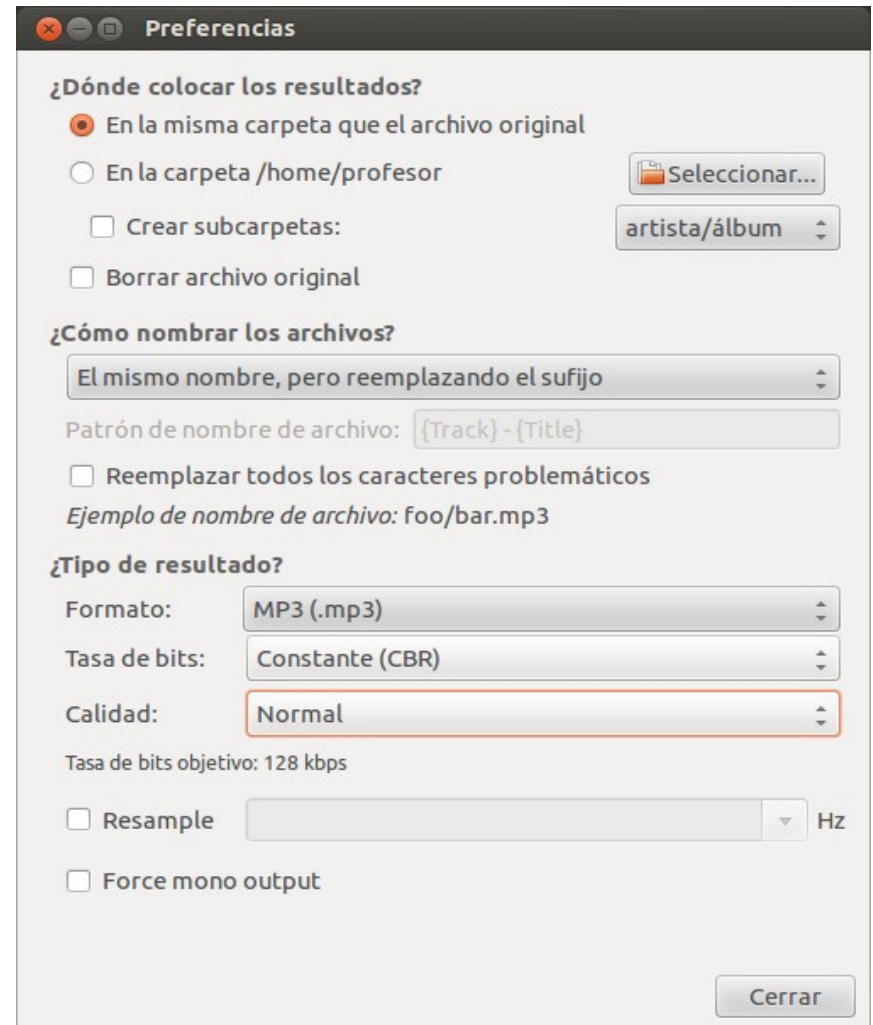 Preferencias
¿Dónde colocar los resultados?
En la misma carpeta que el archivo original
En la carpeta /home/profesor Seleccionar...
Crear subcarpetas: artista/álbum
Borrar archivo original
¿Cómo nombrar los archivos?
El mismo nombre, pero reemplazando el sufijo
Patrón de nombre de archivo: {Track} - {Title}
Reemplazar todos los caracteres problemáticos
Ejemplo de nombre de archivo: foo/bar.mp3
¿Tipo de resultado?
Formato: MP3 (.mp3)
Tasa de bits: Constante (CBR)
Calidad: Normal
Tasa de bits objetivo: 128 kbps
Resample Hz
Force mono output
Cerrar